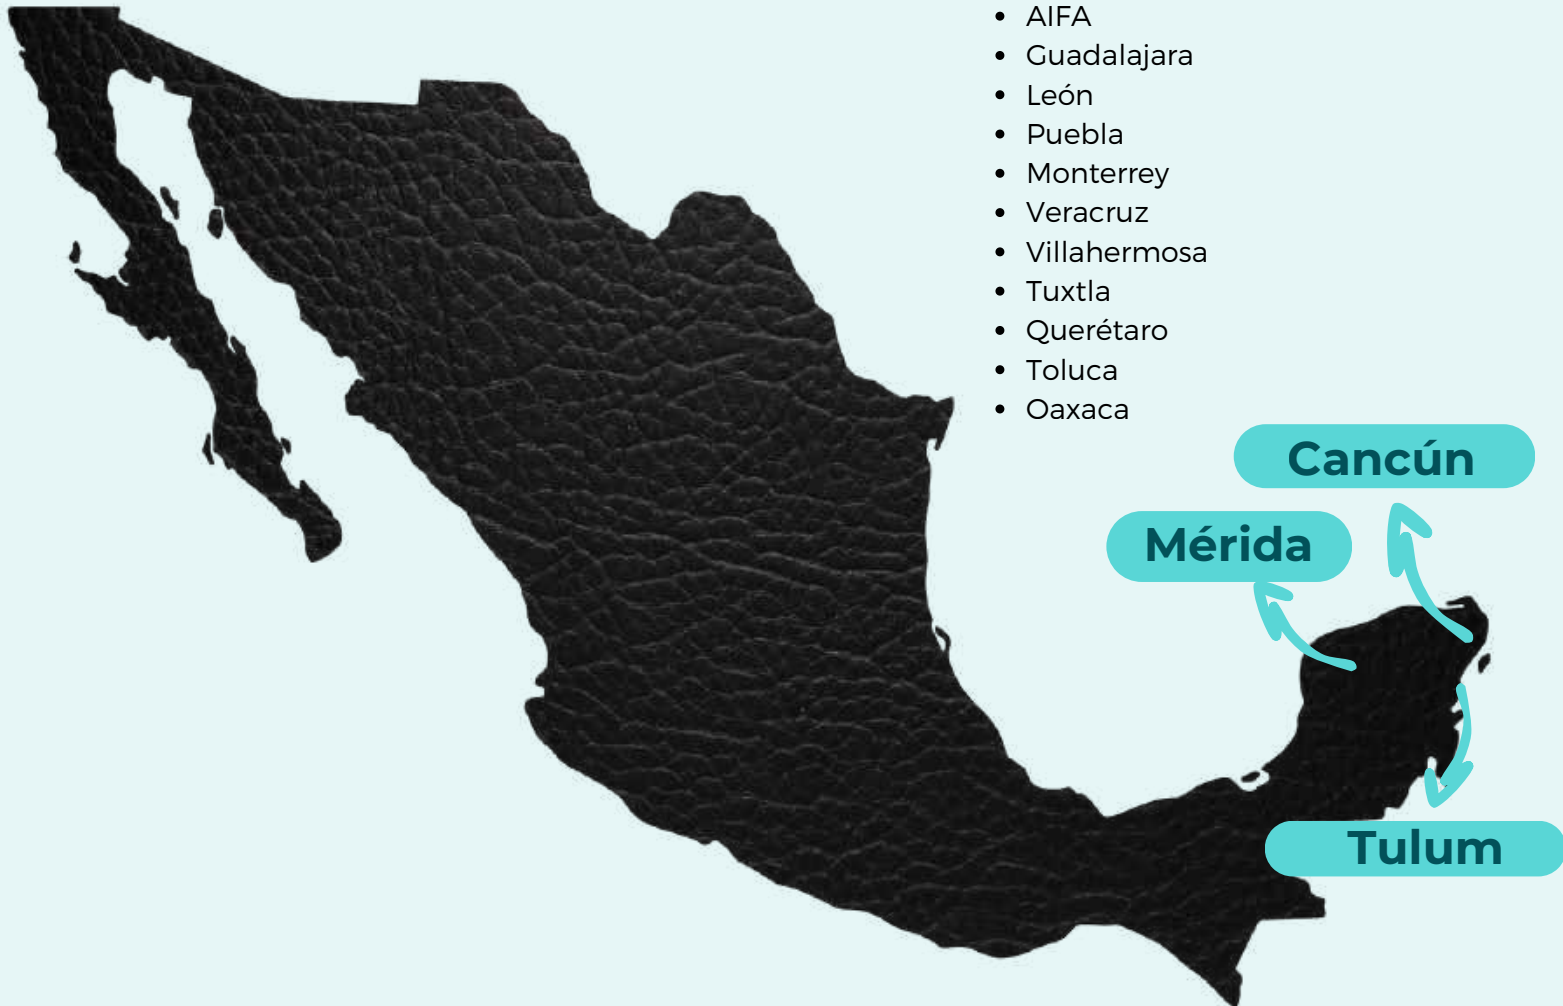 • AIFA
• Guadalajara
• León
• Puebla
• Monterrey
• Veracruz
• Villahermosa
• Tuxtla
• Querétaro
• Toluca
• Oaxaca
Cancún
Mérida
Tulum